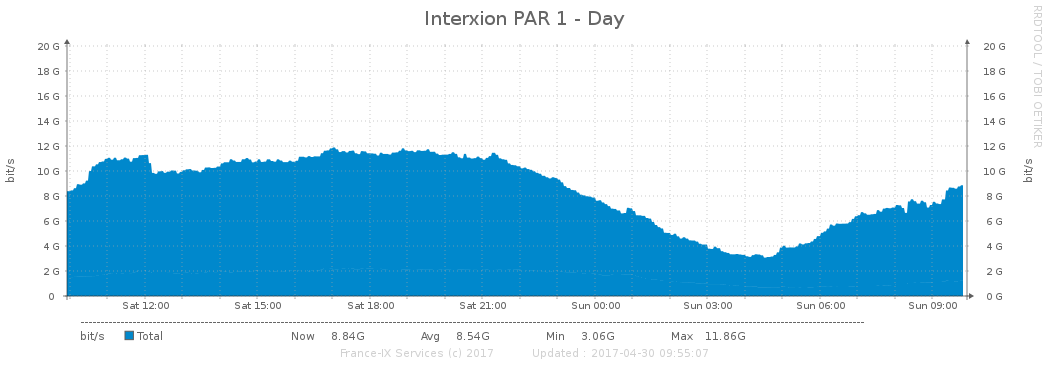 Interxion PAR 1 - Day
RRDTOOL / TOBI OETIKER
bit/s
20 G 20 G
18 G 18 G
16 G 16 G
14 G 14 G
12 G 12 G
10 G 10 G
8 G 8 G
6 G 6 G
4 G 4 G
2 G 2 G
0 0 G
bit/s
Sat 12:00 Sat 15:00 Sat 18:00 Sat 21:00 Sun 00:00 Sun 03:00 Sun 06:00 Sun 09:00
bit/s Total Now 8.84G Avg 8.54G Min 3.06G Max 11.86G
France-IX Services (c) 2017 Updated : 2017-04-30 09:55:07